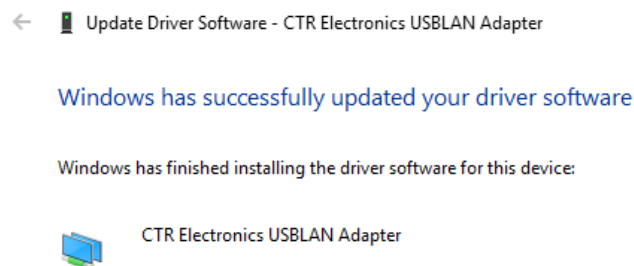 Update Driver Software - CTR Electronics USBLAN Adapter
Windows has successfully updated your driver software
Windows has finished installing the driver software for this device:
CTR Electronics USBLAN Adapter